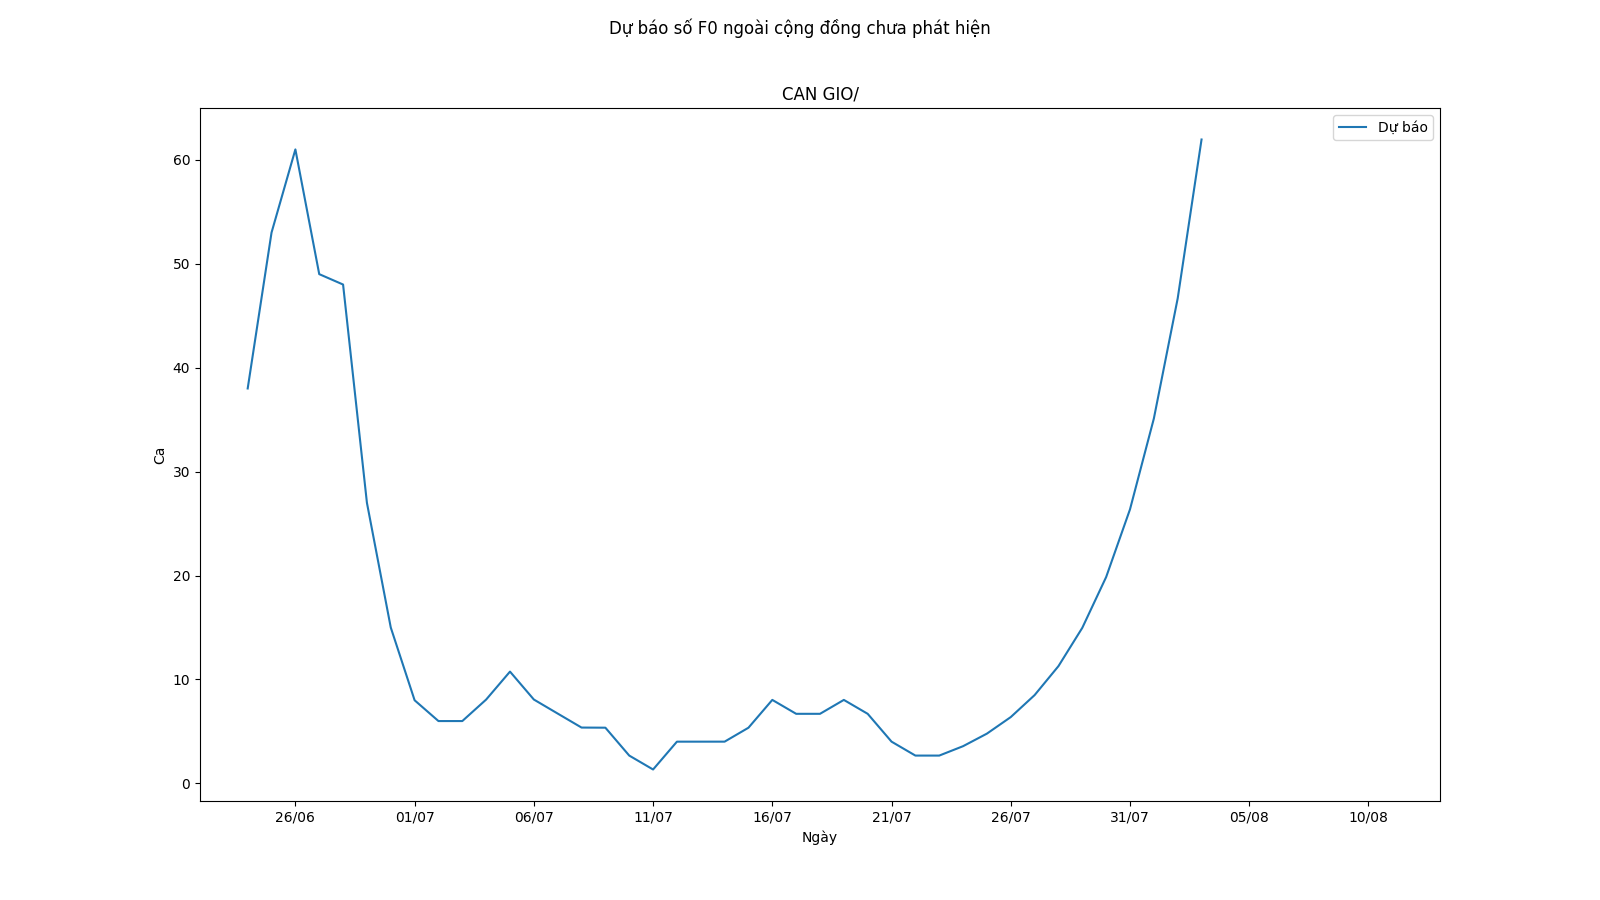 Dự báo số F0 ngoài cộng đồng chưa phát hiện
CAN GIO/
Dự báo
60
50
40
30
20
10
0
Ca
26/06 01/07 06/07 11/07 16/07 21/07 26/07 31/07 05/08 10/08
Ngày